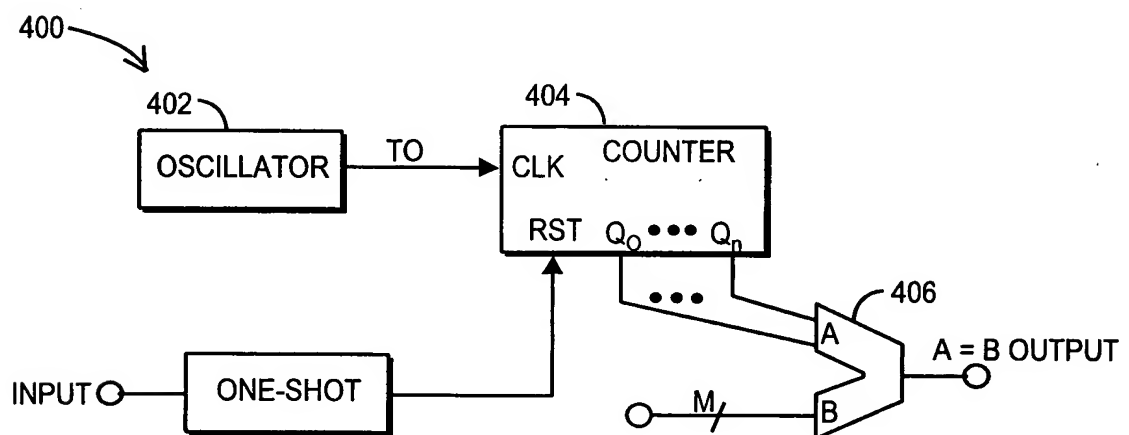 400
402
404
OSCILLATOR
TO
CLK
COUNTER
RST
Q0 ••• Qn
•••
406
A
A = B OUTPUT
INPUT
ONE-SHOT
M
B